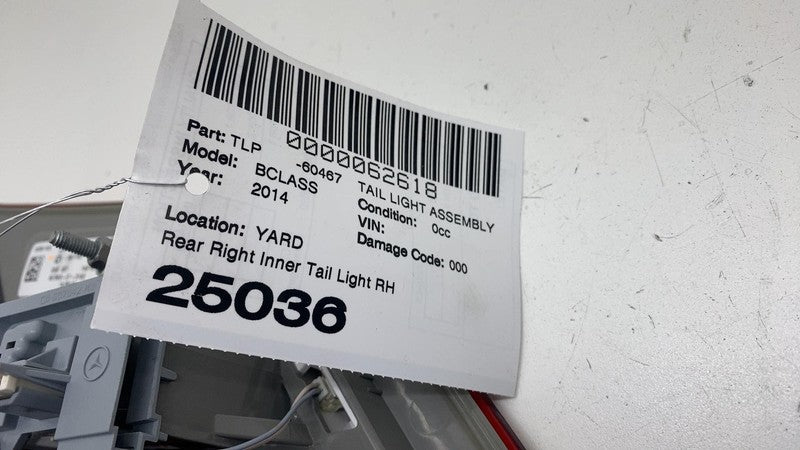 0000062618
Part: TLP -60467 TAIL LIGHT ASSEMBLY
Model: BCLASS Condition: 0cc
Year: 2014 VIN:
Damage Code: 000
Location: YARD
Rear Right Inner Tail Light RH
25036